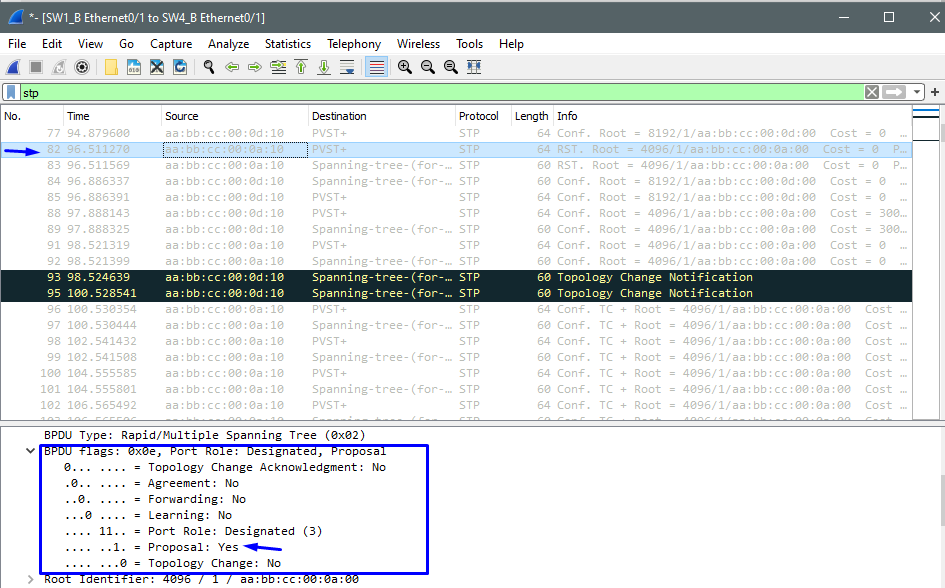 *- [SW1_B Ethernet0/1 to SW4_B Ethernet0/1]
File Edit View Go Capture Analyze Statistics Telephony Wireless Tools Help
stp
No. Time Source Destination Protocol Length Info
77 94.879600 aa:bb:cc:00:0d:10 PVST+ STP 64 Conf. Root = 8192/1/aa:bb:cc:00:0d:00 Cost = 0 …
82 96.511270 aa:bb:cc:00:0a:10 PVST+ STP 64 RST. Root = 4096/1/aa:bb:cc:00:0a:00 Cost = 0 P…
83 96.511569 aa:bb:cc:00:0a:10 Spanning-tree-(for-… STP 60 RST. Root = 4096/1/aa:bb:cc:00:0a:00 Cost = 0 P…
84 96.886337 aa:bb:cc:00:0d:10 Spanning-tree-(for-… STP 60 Conf. Root = 8192/1/aa:bb:cc:00:0d:00 Cost = 0 …
85 96.886391 aa:bb:cc:00:0d:10 PVST+ STP 64 Conf. Root = 8192/1/aa:bb:cc:00:0d:00 Cost = 0 …
88 97.888143 aa:bb:cc:00:0d:10 PVST+ STP 64 Conf. Root = 4096/1/aa:bb:cc:00:0a:00 Cost = 300…
89 97.888325 aa:bb:cc:00:0d:10 Spanning-tree-(for-… STP 60 Conf. Root = 4096/1/aa:bb:cc:00:0a:00 Cost = 300…
91 98.521319 aa:bb:cc:00:0a:10 PVST+ STP 64 Conf. Root = 4096/1/aa:bb:cc:00:0a:00 Cost = 0 …
92 98.521399 aa:bb:cc:00:0a:10 Spanning-tree-(for-… STP 60 Conf. Root = 4096/1/aa:bb:cc:00:0a:00 Cost = 0 …
93 98.524639 aa:bb:cc:00:0d:10 Spanning-tree-(for-… STP 60 Topology Change Notification
95 100.528541 aa:bb:cc:00:0d:10 Spanning-tree-(for-… STP 60 Topology Change Notification
96 100.530354 aa:bb:cc:00:0a:10 PVST+ STP 64 Conf. TC + Root = 4096/1/aa:bb:cc:00:0a:00 Cost …
97 100.530444 aa:bb:cc:00:0a:10 Spanning-tree-(for-… STP 60 Conf. TC + Root = 4096/1/aa:bb:cc:00:0a:00 Cost …
98 102.541432 aa:bb:cc:00:0a:10 PVST+ STP 64 Conf. TC + Root = 4096/1/aa:bb:cc:00:0a:00 Cost …
99 102.541508 aa:bb:cc:00:0a:10 Spanning-tree-(for-… STP 60 Conf. TC + Root = 4096/1/aa:bb:cc:00:0a:00 Cost …
100 104.555585 aa:bb:cc:00:0a:10 PVST+ STP 64 Conf. TC + Root = 4096/1/aa:bb:cc:00:0a:00 Cost …
101 104.555801 aa:bb:cc:00:0a:10 Spanning-tree-(for-… STP 60 Conf. TC + Root = 4096/1/aa:bb:cc:00:0a:00 Cost …
102 106.565492 aa:bb:cc:00:0a:10 PVST+ STP 64 Conf. TC + Root = 4096/1/aa:bb:cc:00:0a:00 Cost …
BPDU Type: Rapid/Multiple Spanning Tree (0x02)
BPDU flags: 0x0e, Port Role: Designated, Proposal
0... .... = Topology Change Acknowledgment: No
.0.. .... = Agreement: No
..0. .... = Forwarding: No
...0 .... = Learning: No
.... 11.. = Port Role: Designated (3)
.... ..1. = Proposal: Yes
.... ...0 = Topology Change: No
Root Identifier: 4096 / 1 / aa:bb:cc:00:0a:00